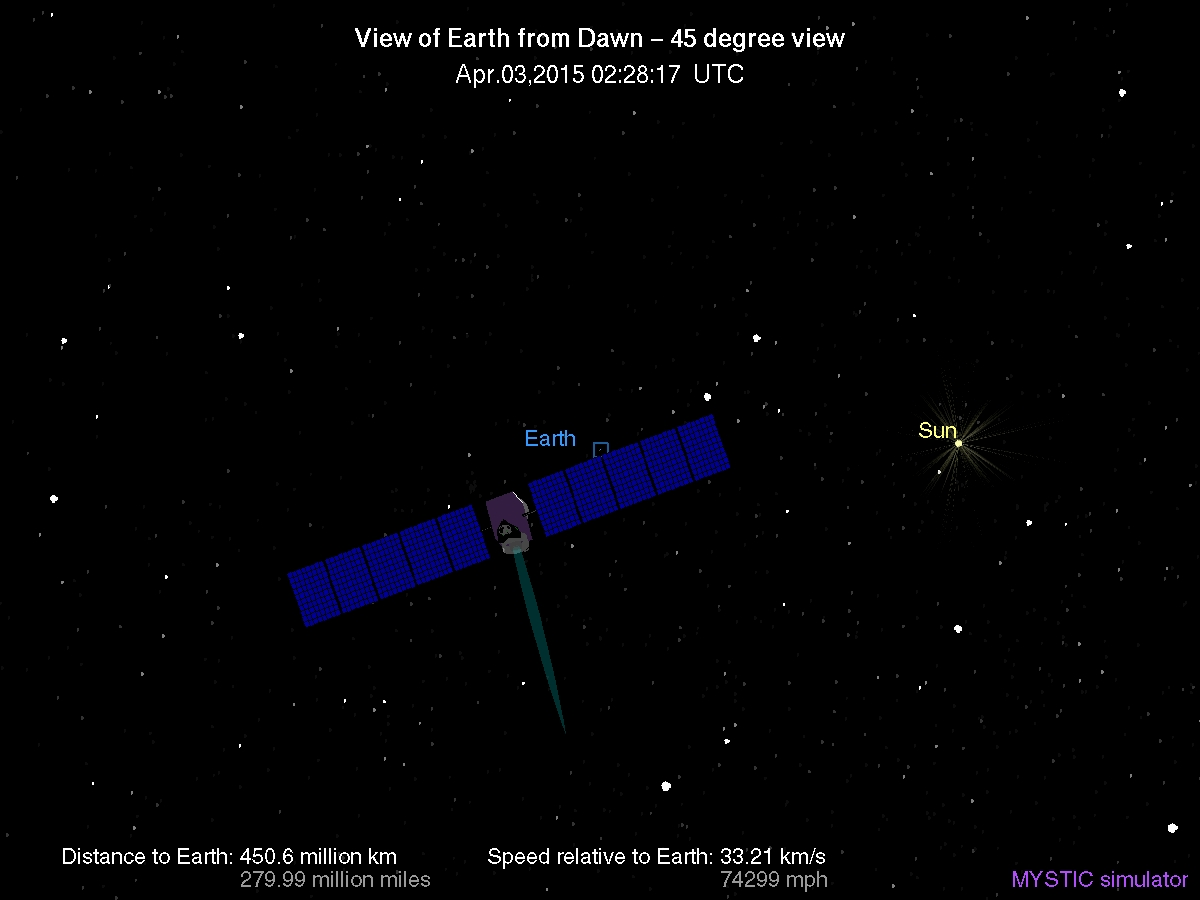 View of Earth from Dawn – 45 degree view
Apr.03,2015 02:28:17 UTC
Earth
Sun
Distance to Earth: 450.6 million km
279.99 million miles
Speed relative to Earth: 33.21 km/s
74299 mph
MYSTIC simulator